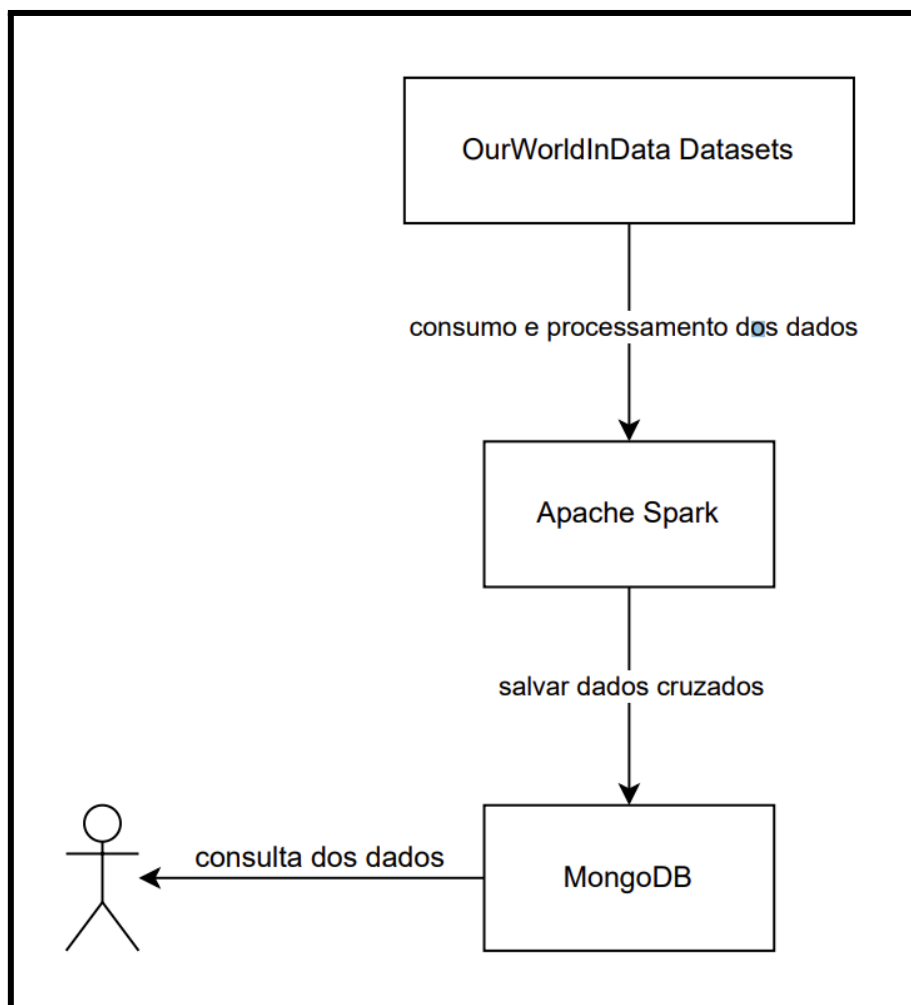 OurWorldInData Datasets
consumo e processamento dos dados
Apache Spark
salvar dados cruzados
consulta dos dados
MongoDB